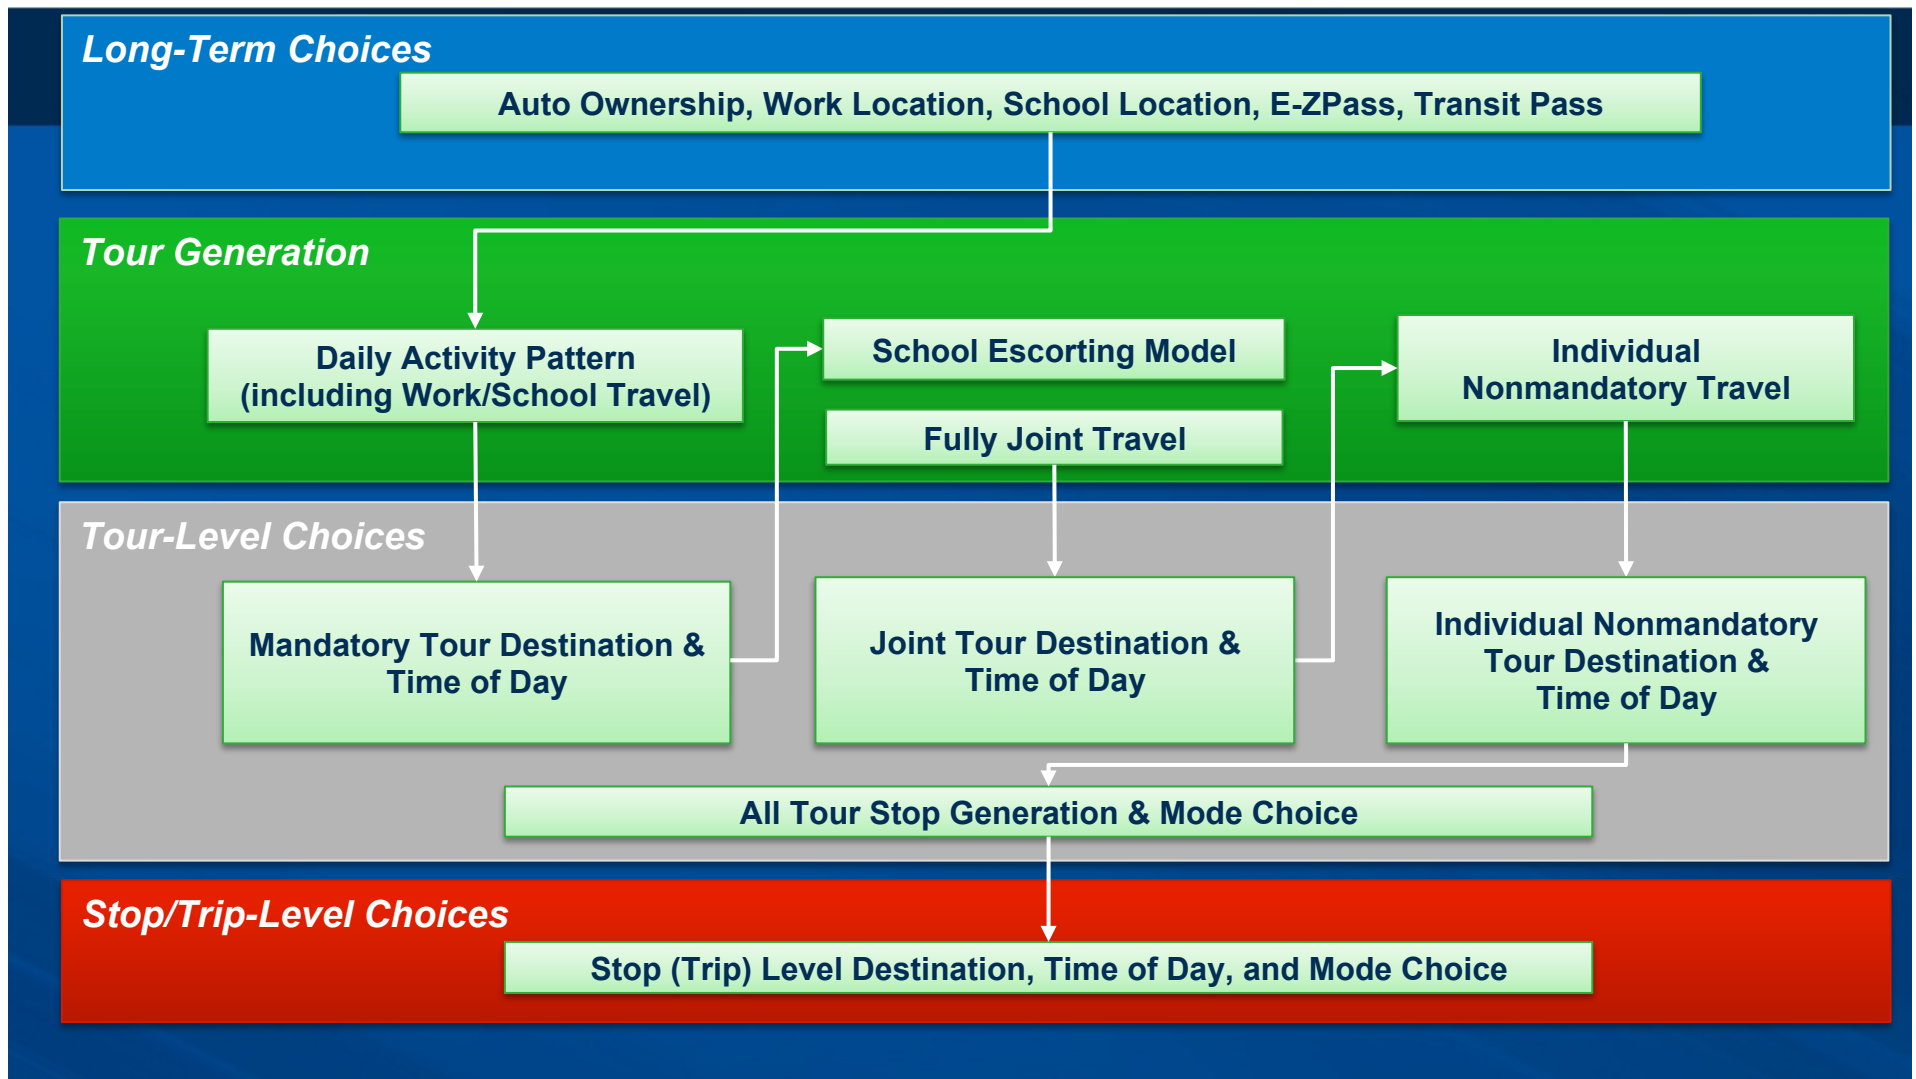 Long-Term Choices
Auto Ownership, Work Location, School Location, E-ZPass, Transit Pass
Tour Generation
Daily Activity Pattern
(including Work/School Travel)
School Escorting Model
Fully Joint Travel
Individual
Nonmandatory Travel
Tour-Level Choices
Mandatory Tour Destination &
Time of Day
Joint Tour Destination &
Time of Day
Individual Nonmandatory
Tour Destination &
Time of Day
All Tour Stop Generation & Mode Choice
Stop/Trip-Level Choices
Stop (Trip) Level Destination, Time of Day, and Mode Choice